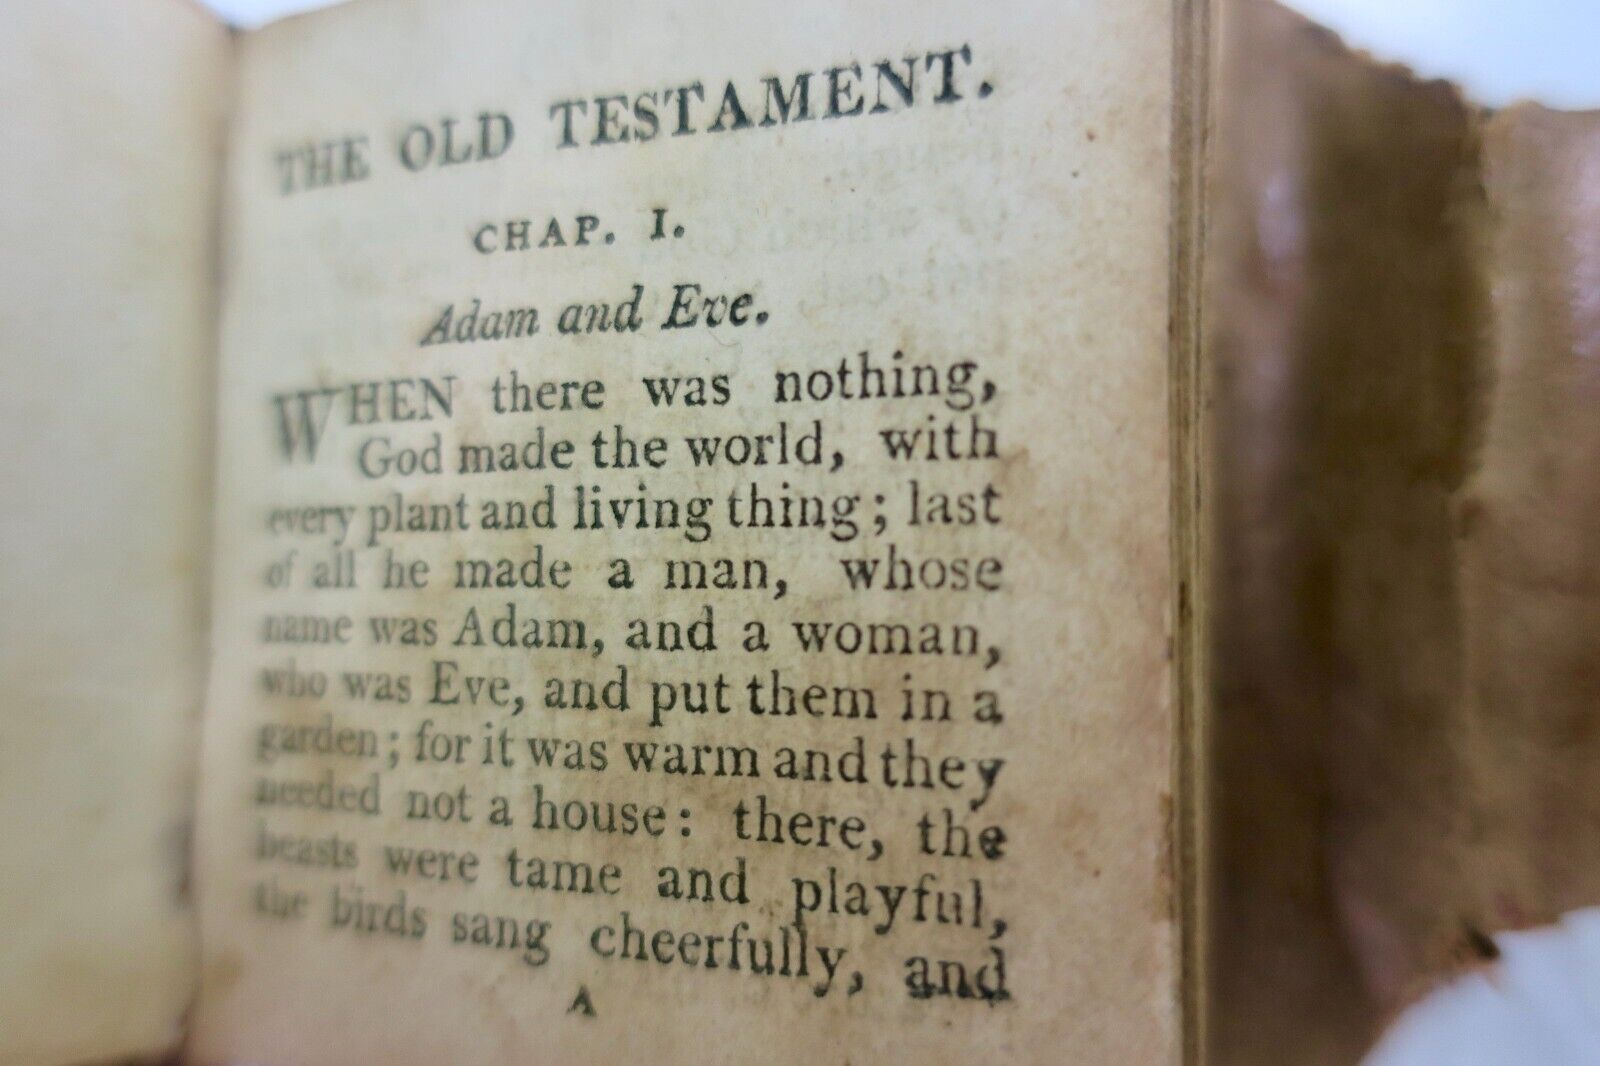 THE OLD TESTAMENT.
CHAP. I.
Adam and Eve.
WHEN there was nothing,
God made the world, with
every plant and living thing; last
of all he made a man, whose
name was Adam, and a woman,
who was Eve, and put them in a
garden; for it was warm and they
needed not a house: there, the
beasts were tame and playful,
the birds sang cheerfully, and
A